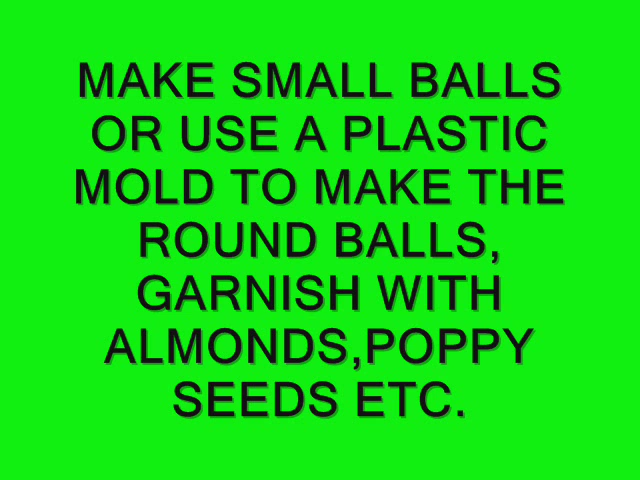 MAKE SMALL BALLS
OR USE A PLASTIC
MOLD TO MAKE THE
ROUND BALLS,
GARNISH WITH
ALMONDS,POPPY
SEEDS ETC.